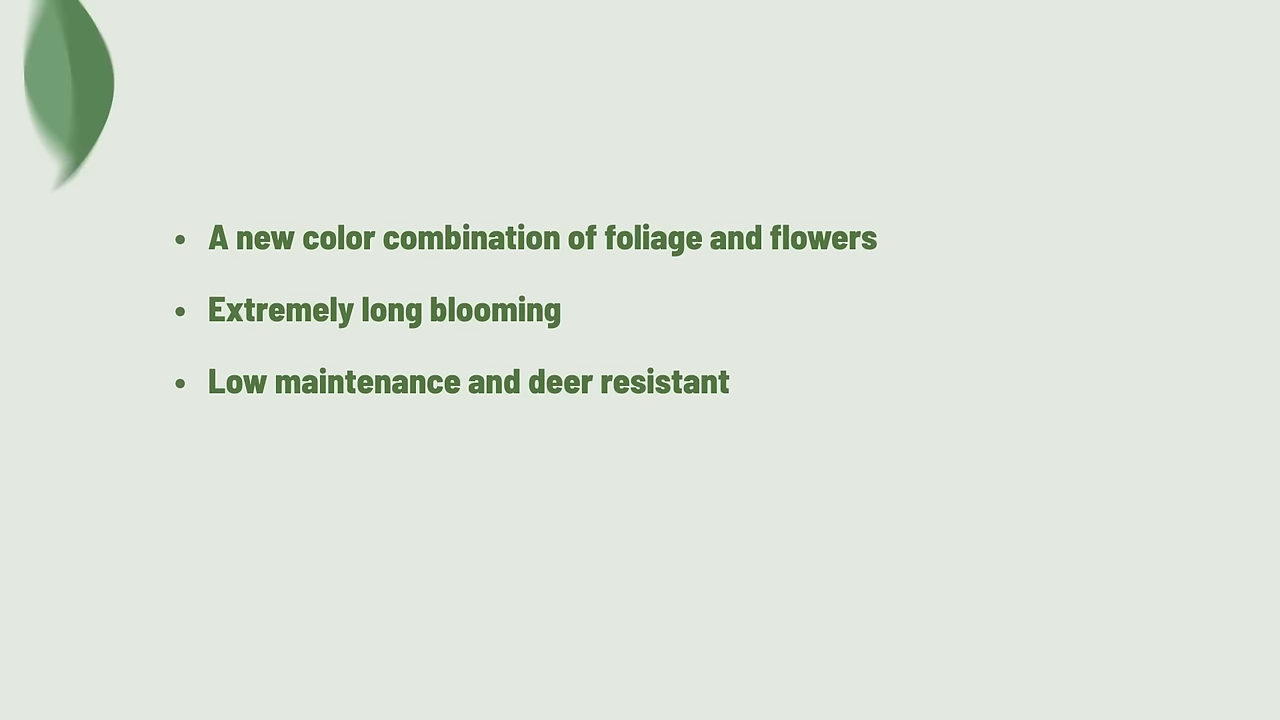 • A new color combination of foliage and flowers
• Extremely long blooming
• Low maintenance and deer resistant